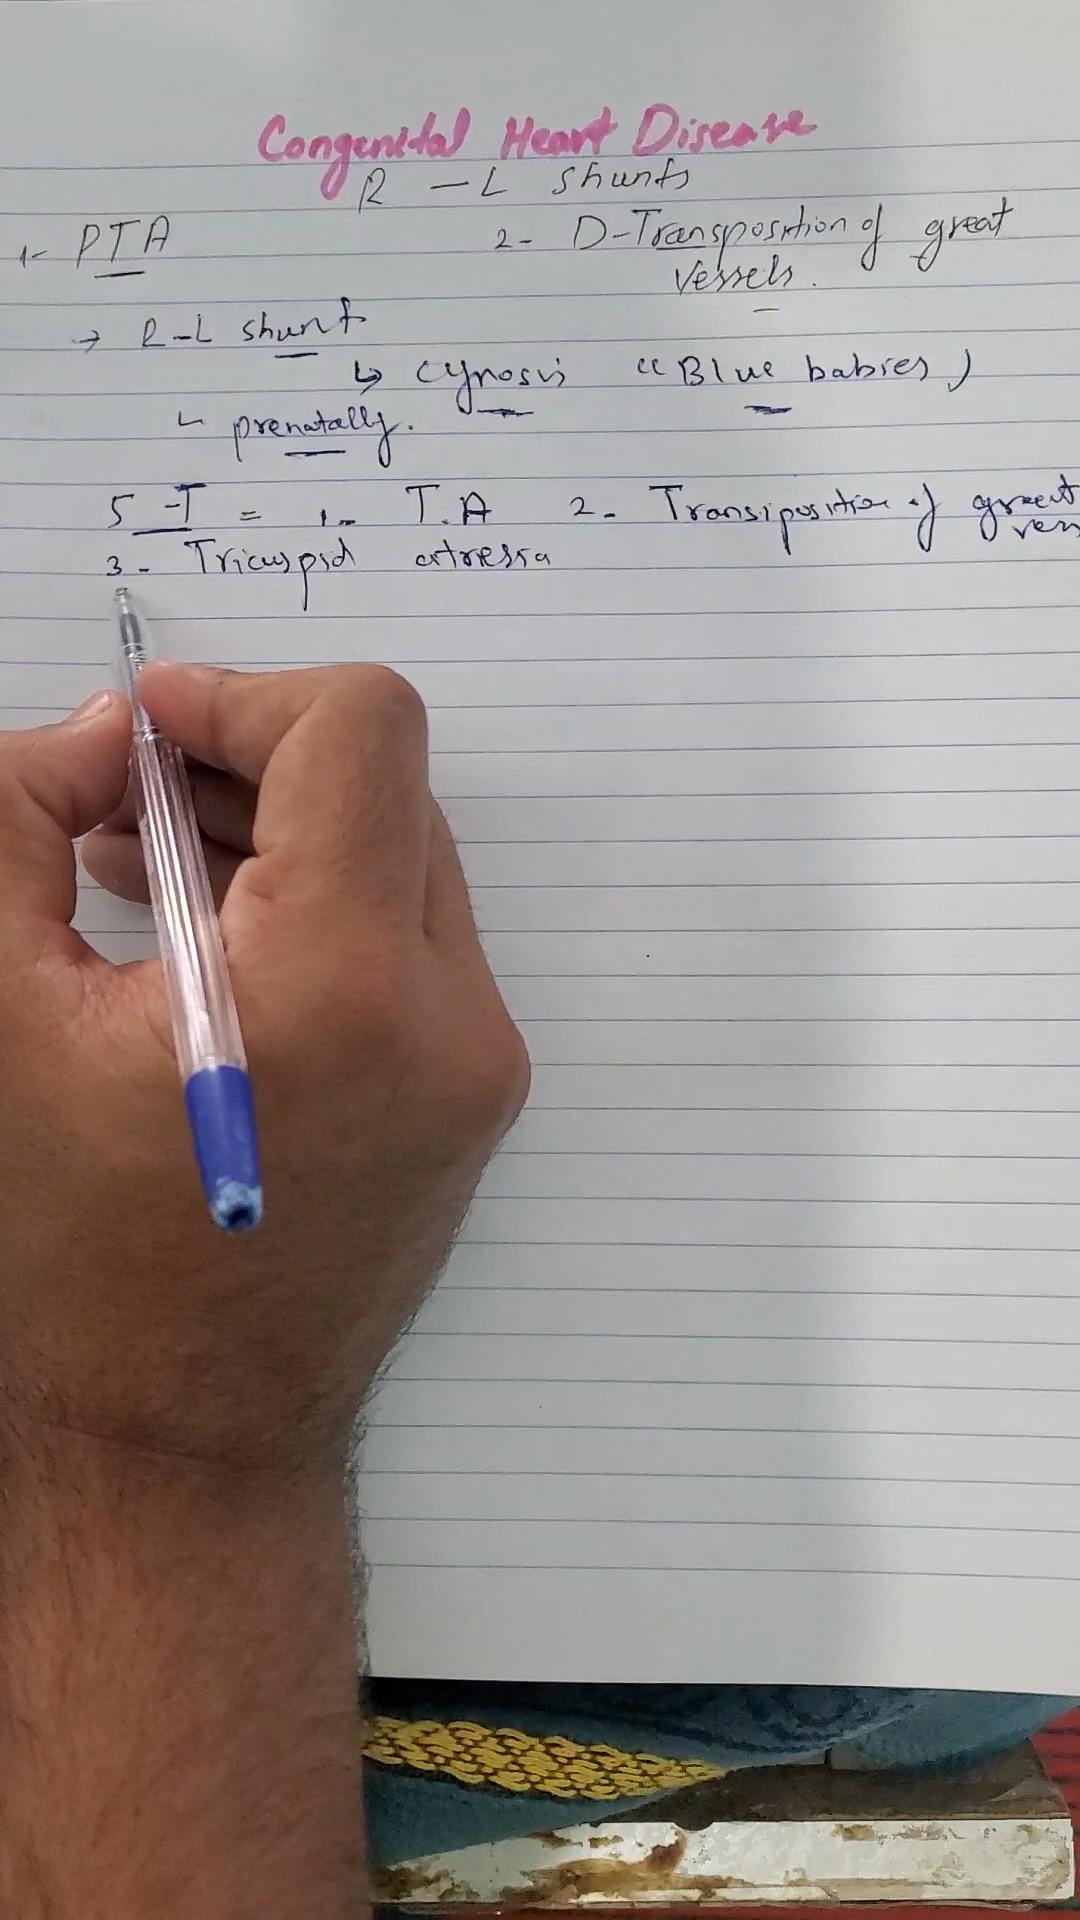 Congenital Heart Disease
R - L shunts
1- PTA 2- D-Transposition of great
Vessels.
→ R-L shunt
↳ Cynosis "Blue babies)
prenatally.
5 -T = 1- T.A 2- Transiposition of great
3- Tricuspid artressia